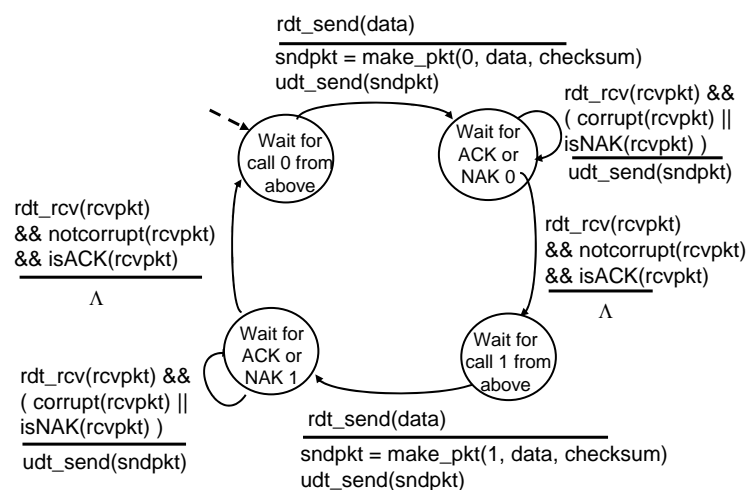 rdt_send(data)
sndpkt = make_pkt(0, data, checksum)
udt_send(sndpkt)
Wait for
call 0 from
above
Wait for
ACK or
NAK 0
rdt_rcv(rcvpkt) &&
( corrupt(rcvpkt) ||
isNAK(rcvpkt) )
udt_send(sndpkt)
rdt_rcv(rcvpkt)
&& notcorrupt(rcvpkt)
&& isACK(rcvpkt)
Λ
rdt_rcv(rcvpkt)
&& notcorrupt(rcvpkt)
&& isACK(rcvpkt)
Λ
Wait for
ACK or
NAK 1
Wait for
call 1 from
above
rdt_rcv(rcvpkt) &&
( corrupt(rcvpkt) ||
isNAK(rcvpkt) )
udt_send(sndpkt)
rdt_send(data)
sndpkt = make_pkt(1, data, checksum)
udt_send(sndpkt)